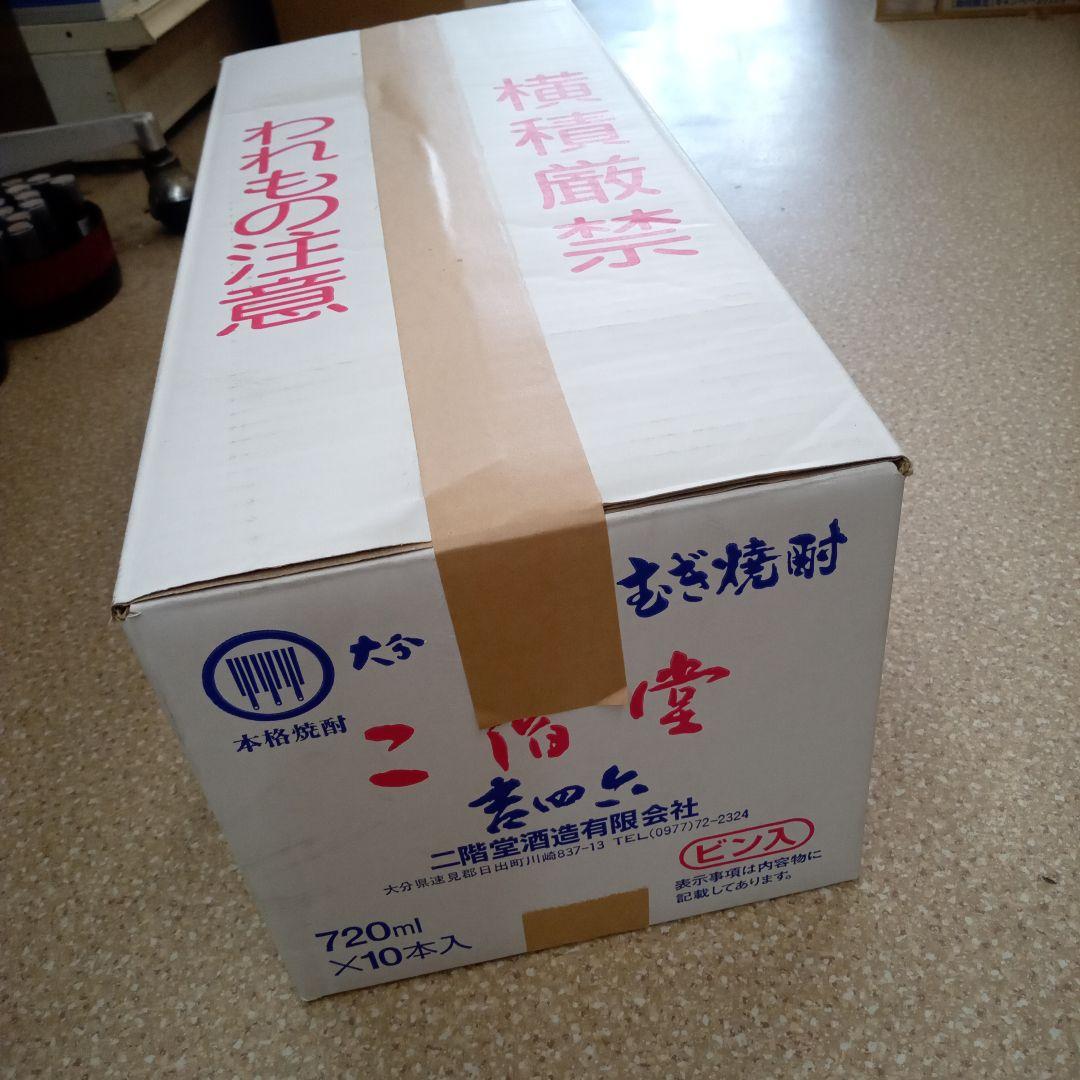 われもの注意
横積厳禁
大分
むぎ焼酎
本格焼酎
二階堂
吉四六
二階堂酒造有限会社
大分県速見郡日出町川崎837-13 TEL(0977)72-2324
ビン入
表示事項は内容物に
記載してあります。
720ml
×10本入